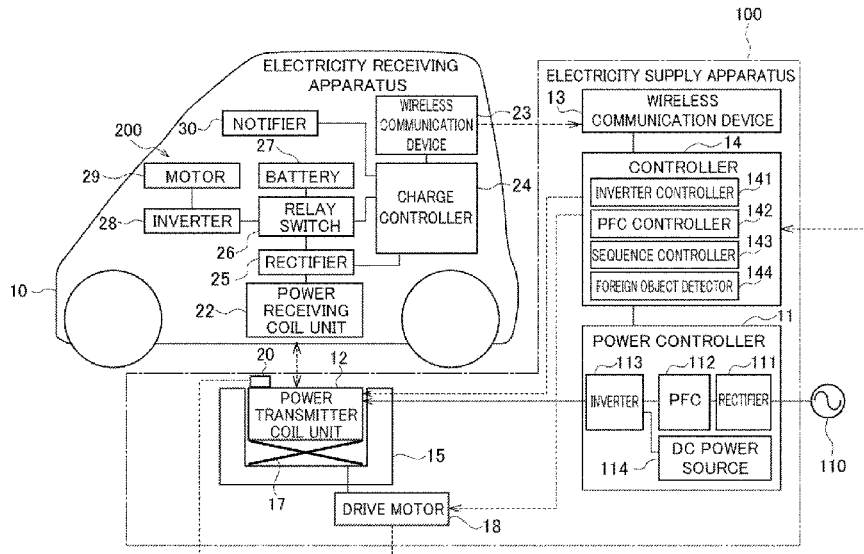 100
ELECTRICITY RECEIVING
APPARATUS
ELECTRICITY SUPPLY APPARATUS
WIRELESS
COMMUNICATION
DEVICE
23
13
WIRELESS
COMMUNICATION DEVICE
30
NOTIFIER
200
27
14
CONTROLLER
29
MOTOR
BATTERY
CHARGE
CONTROLLER
24
INVERTER CONTROLLER
141
28
INVERTER
RELAY
SWITCH
PFC CONTROLLER
142
26
SEQUENCE CONTROLLER
143
25
RECTIFIER
FOREIGN OBJECT DETECTOR
144
10
22
POWER
RECEIVING
COIL UNIT
11
POWER CONTROLLER
20
12
113
112
111
POWER
TRANSMITTER
COIL UNIT
INVERTER
PFC
RECTIFIER
110
15
114
DC POWER
SOURCE
17
DRIVE MOTOR
18